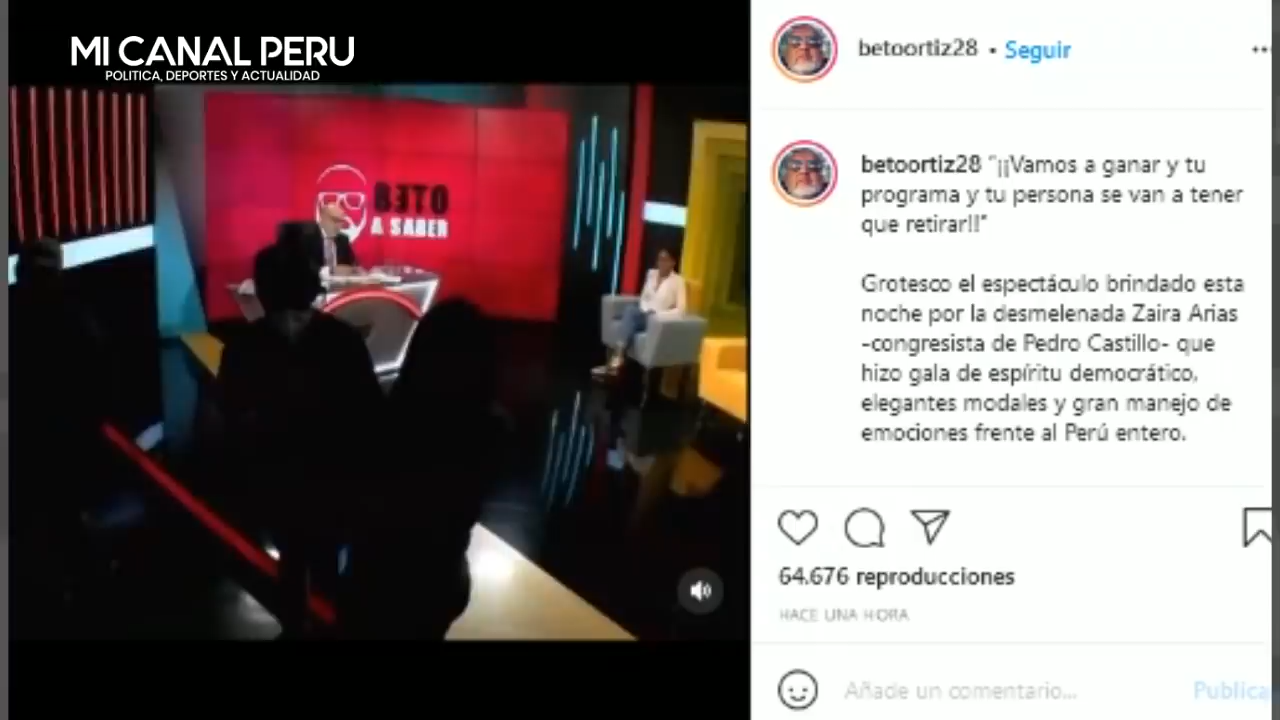 MI CANAL PERU
POLITICA, DEPORTES Y ACTUALIDAD
BETO
A SABER
betoortiz28 • Seguir
betoortiz28 "¡¡Vamos a ganar y tu
programa y tu persona se van a tener
que retirar!!"
Grotesco el espectáculo brindado esta
noche por la desmelenada Zaira Arias
-congresista de Pedro Castillo- que
hizo gala de espíritu democrático,
elegantes modales y gran manejo de
emociones frente al Perú entero.
64.676 reproducciones
HACE UNA HORA
Añade un comentario...
Publica